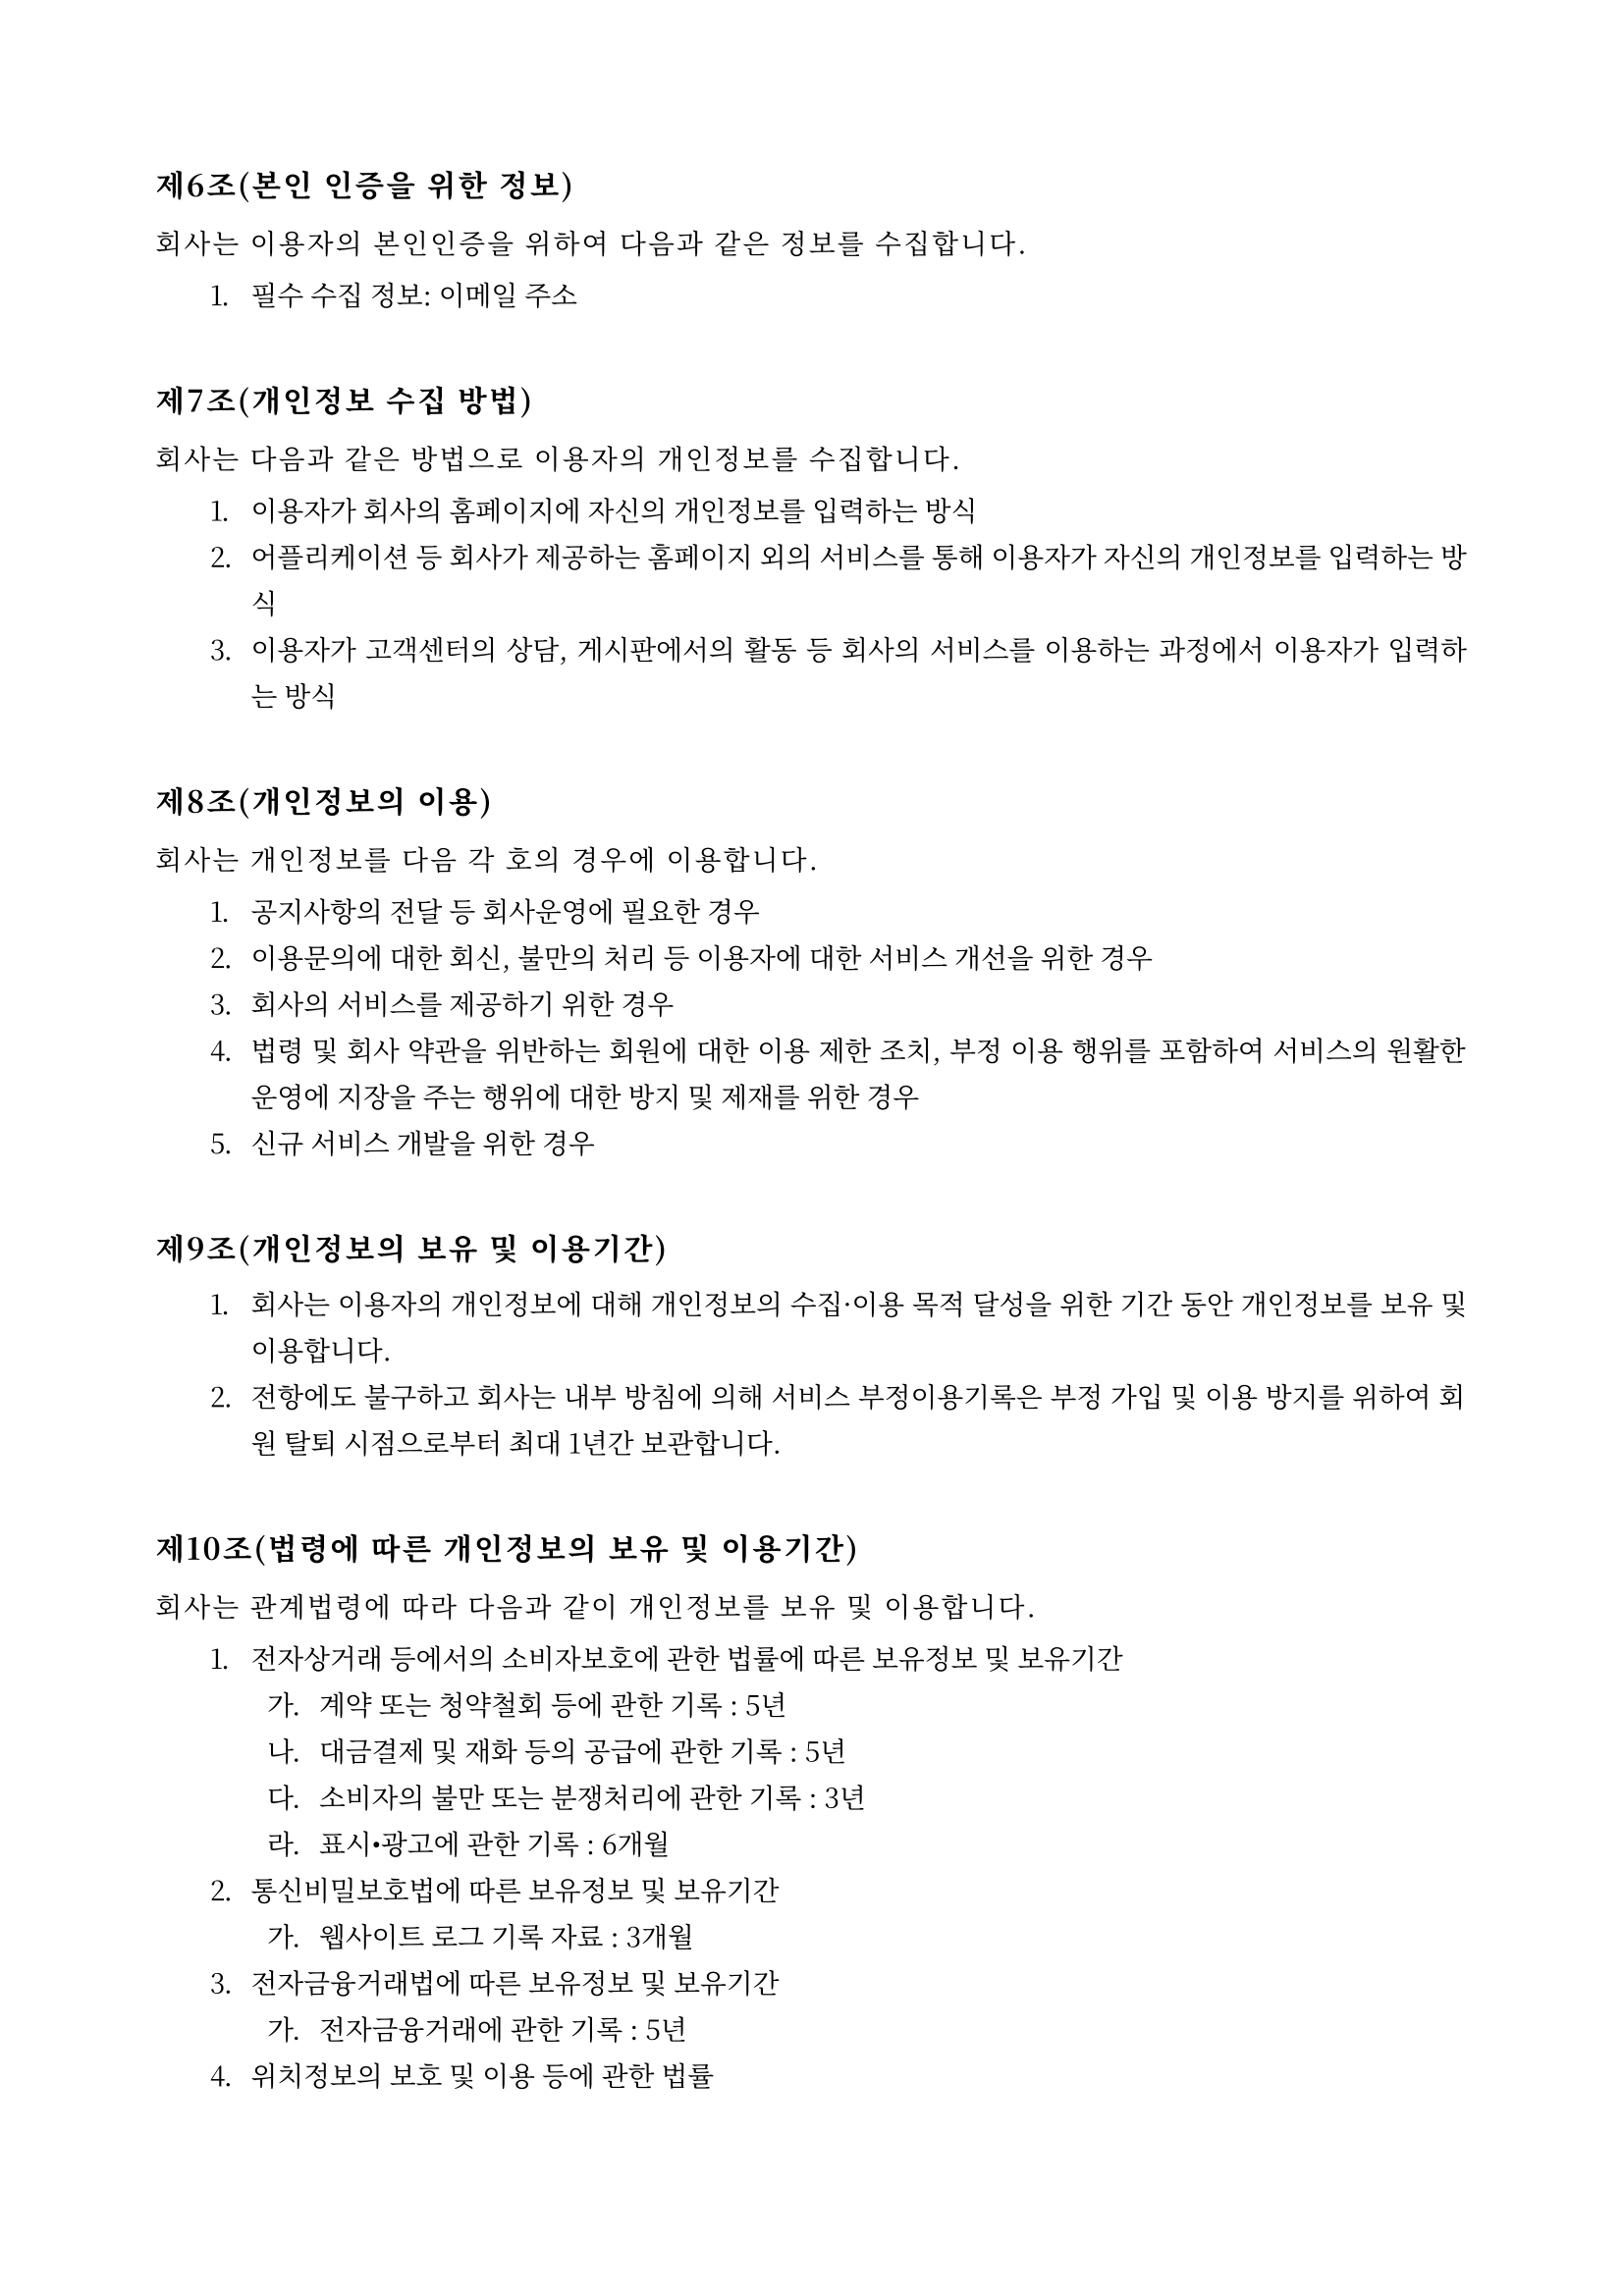 제6조(본인 인증을 위한 정보)
회사는 이용자의 본인인증을 위하여 다음과 같은 정보를 수집합니다.
1. 필수 수집 정보: 이메일 주소
제7조(개인정보 수집 방법)
회사는 다음과 같은 방법으로 이용자의 개인정보를 수집합니다.
1. 이용자가 회사의 홈페이지에 자신의 개인정보를 입력하는 방식
2. 어플리케이션 등 회사가 제공하는 홈페이지 외의 서비스를 통해 이용자가 자신의 개인정보를 입력하는 방
식
3. 이용자가 고객센터의 상담, 게시판에서의 활동 등 회사의 서비스를 이용하는 과정에서 이용자가 입력하
는 방식
제8조(개인정보의 이용)
회사는 개인정보를 다음 각 호의 경우에 이용합니다.
1. 공지사항의 전달 등 회사운영에 필요한 경우
2. 이용문의에 대한 회신, 불만의 처리 등 이용자에 대한 서비스 개선을 위한 경우
3. 회사의 서비스를 제공하기 위한 경우
4. 법령 및 회사 약관을 위반하는 회원에 대한 이용 제한 조치, 부정 이용 행위를 포함하여 서비스의 원활한
운영에 지장을 주는 행위에 대한 방지 및 제재를 위한 경우
5. 신규 서비스 개발을 위한 경우
제9조(개인정보의 보유 및 이용기간)
1. 회사는 이용자의 개인정보에 대해 개인정보의 수집·이용 목적 달성을 위한 기간 동안 개인정보를 보유 및
이용합니다.
2. 전항에도 불구하고 회사는 내부 방침에 의해 서비스 부정이용기록은 부정 가입 및 이용 방지를 위하여 회
원 탈퇴 시점으로부터 최대 1년간 보관합니다.
제10조(법령에 따른 개인정보의 보유 및 이용기간)
회사는 관계법령에 따라 다음과 같이 개인정보를 보유 및 이용합니다.
1. 전자상거래 등에서의 소비자보호에 관한 법률에 따른 보유정보 및 보유기간
가. 계약 또는 청약철회 등에 관한 기록 : 5년
나. 대금결제 및 재화 등의 공급에 관한 기록 : 5년
다. 소비자의 불만 또는 분쟁처리에 관한 기록 : 3년
라. 표시•광고에 관한 기록 : 6개월
2. 통신비밀보호법에 따른 보유정보 및 보유기간
가. 웹사이트 로그 기록 자료 : 3개월
3. 전자금융거래법에 따른 보유정보 및 보유기간
가. 전자금융거래에 관한 기록 : 5년
4. 위치정보의 보호 및 이용 등에 관한 법률